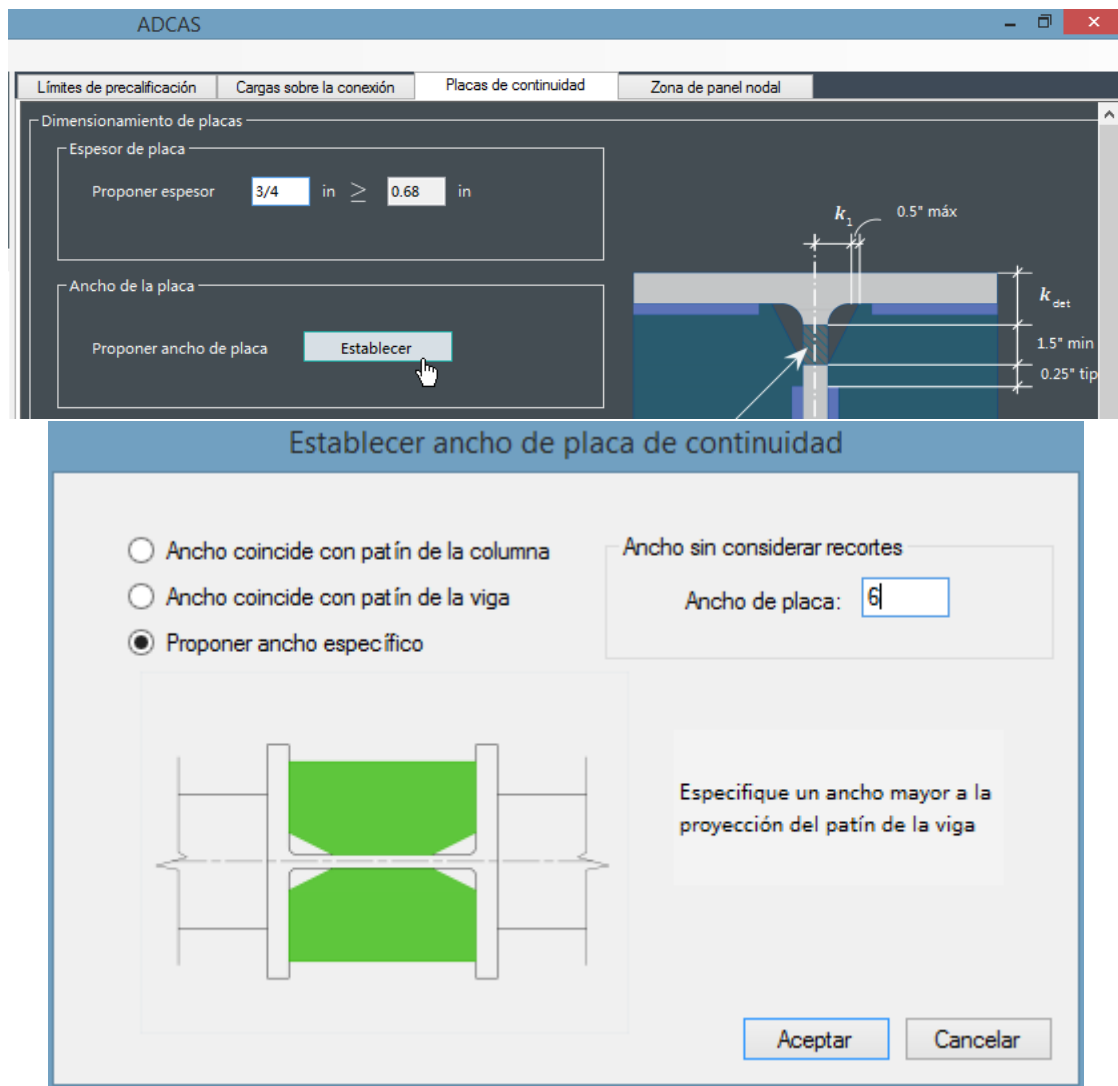 ADCAS
Límites de precalificación
Cargas sobre la conexión
Placas de continuidad
Zona de panel nodal
Dimensionamiento de placas
Espesor de placa
Proponer espesor 3/4 in ≥ 0.68 in
k1 0.5" máx
Ancho de la placa
kdet
Proponer ancho de placa Establecer
1.5" min
0.25" tip
Establecer ancho de placa de continuidad
Ancho coincide con patín de la columna
Ancho coincide con patín de la viga
Proponer ancho específico
Ancho sin considerar recortes
Ancho de placa: 6
Especifique un ancho mayor a la
proyección del patín de la viga
Aceptar
Cancelar